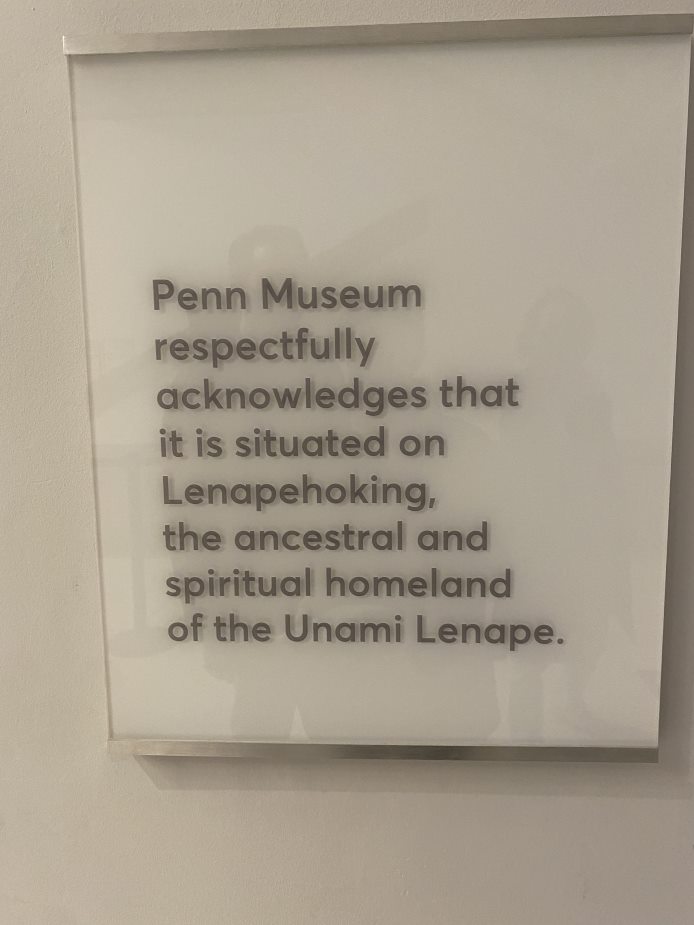 Penn Museum
respectfully
acknowledges that
it is situated on
Lenapehoking,
the ancestral and
spiritual homeland
of the Unami Lenape.